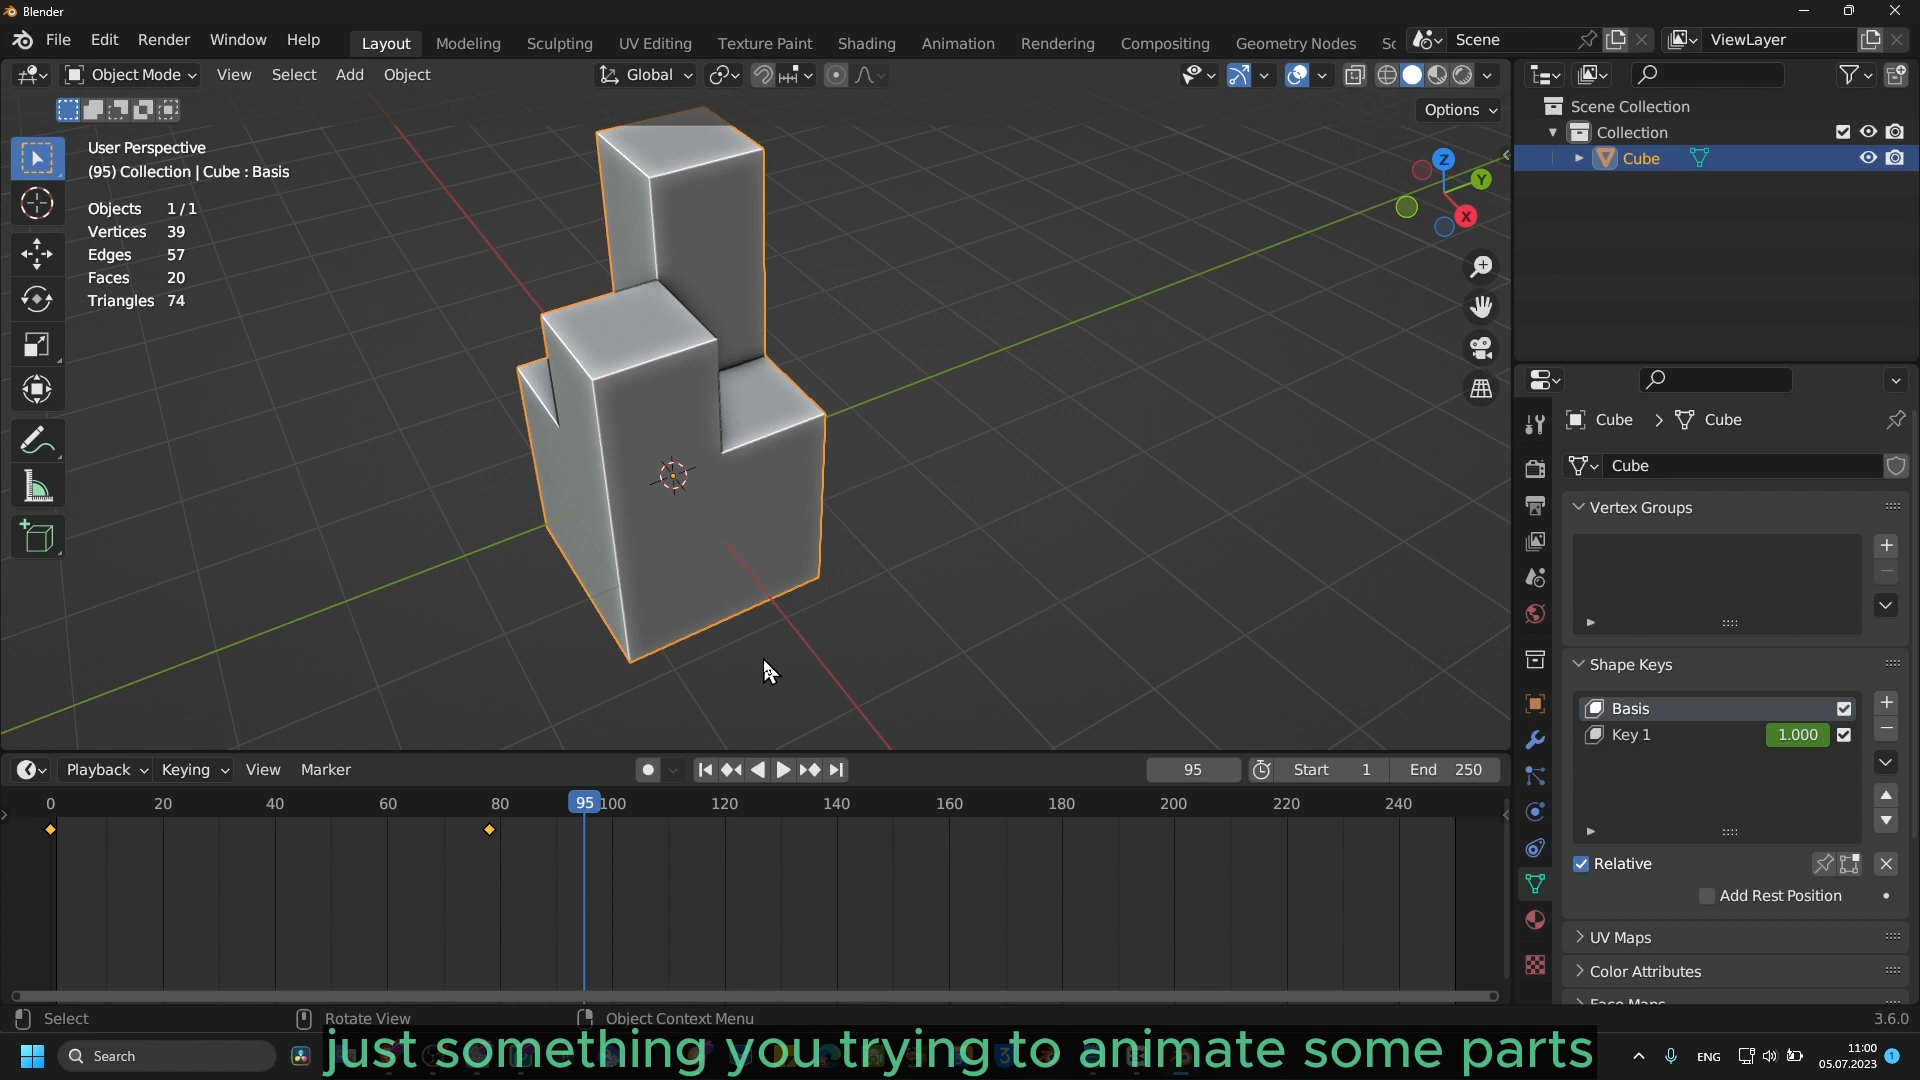 Blender
File Edit Render Window Help Layout Modeling Sculpting UV Editing Texture Paint Shading Animation Rendering Compositing Geometry Nodes Sc Scene ViewLayer
Object Mode View Select Add Object Global
Options
User Perspective
(95) Collection | Cube : Basis
Objects 1/1
Vertices 39
Edges 57
Faces 20
Triangles 74
Z
Y
X
Scene Collection
Collection
Cube
Cube > Cube
Cube
Vertex Groups
Shape Keys
Basis
Key 1 1.000
Relative
Add Rest Position
UV Maps
Color Attributes
Face Maps
Playback Keying View Marker 95 Start 1 End 250
0 20 40 60 80 95 100 120 140 160 180 200 220 240
Select Rotate View Object Context Menu 3.6.0
just something you trying to animate some parts
Search
ENG
11:00
05.07.2023
1